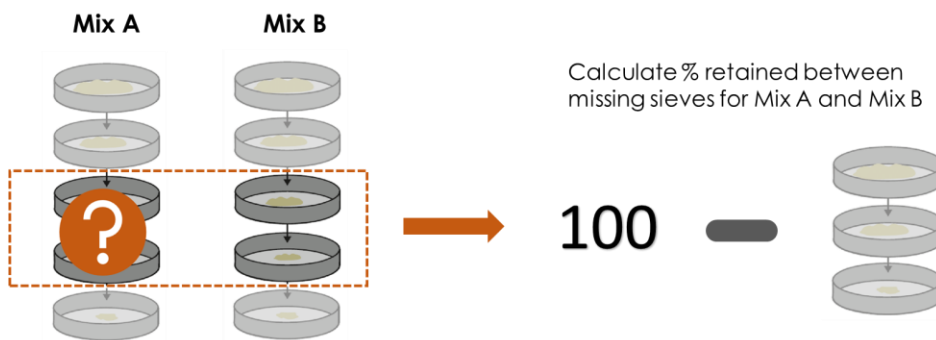 Mix A
Mix B
Calculate % retained between
missing sieves for Mix A and Mix B
?
100